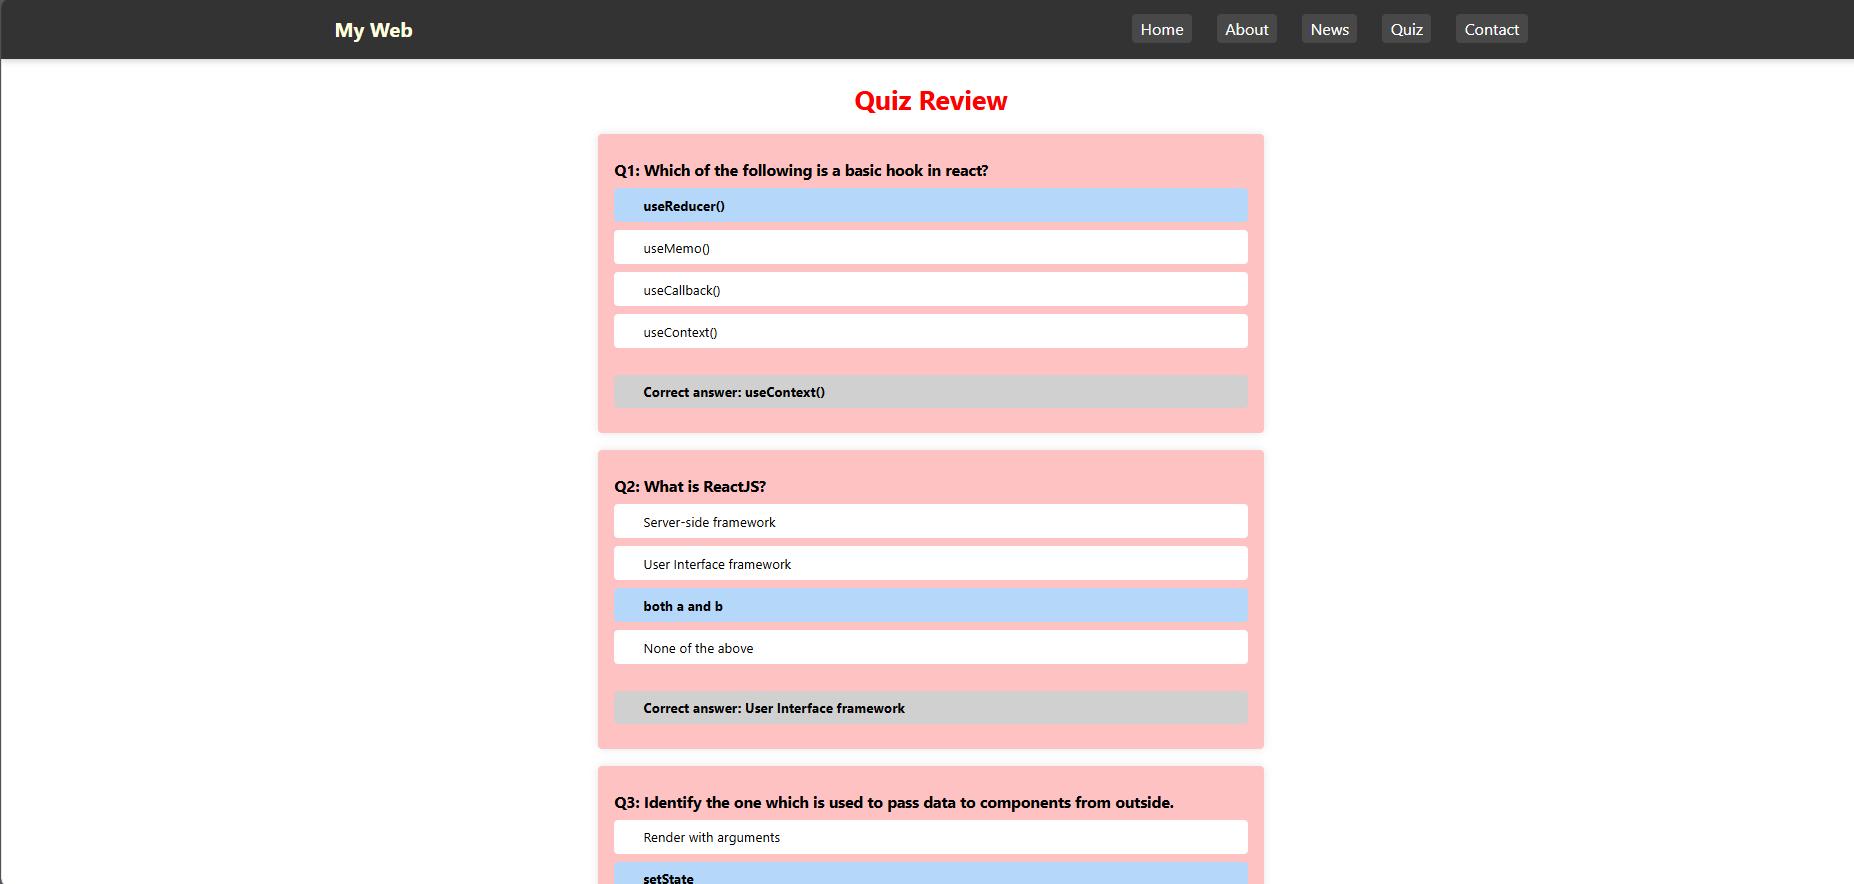 My Web
Home
About
News
Quiz
Contact
Quiz Review
Q1: Which of the following is a basic hook in react?
useReducer()
useMemo()
useCallback()
useContext()
Correct answer: useContext()
Q2: What is ReactJS?
Server-side framework
User Interface framework
both a and b
None of the above
Correct answer: User Interface framework
Q3: Identify the one which is used to pass data to components from outside.
Render with arguments
setState